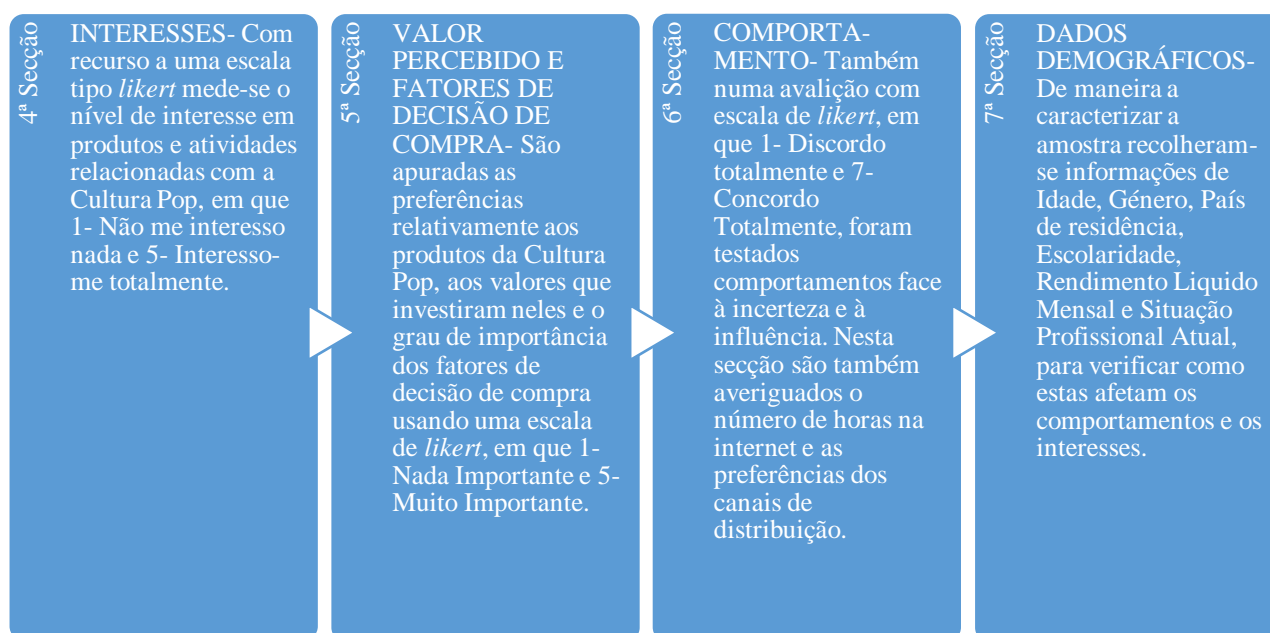 4ª Secção
INTERESSES- Com
recurso a uma escala
tipo likert mede-se o
nível de interesse em
produtos e atividades
relacionadas com a
Cultura Pop, em que
1- Não me interesso
nada e 5- Interesso-
me totalmente.
5ª Secção
VALOR
PERCEBIDO E
FATORES DE
DECISÃO DE
COMPRA- São
apuradas as
preferências
relativamente aos
produtos da Cultura
Pop, aos valores que
investiram neles e o
grau de importância
dos fatores de
decisão de compra
usando uma escala
de likert, em que 1-
Nada Importante e 5-
Muito Importante.
6ª Secção
COMPORTA-
MENTO- Também
numa avalição com
escala de likert, em
que 1- Discordo
totalmente e 7-
Concordo
Totalmente, foram
testados
comportamentos face
à incerteza e à
influência. Nesta
secção são também
averiguados o
número de horas na
internet e as
preferências dos
canais de
distribuição.
7ª Secção
DADOS
DEMOGRÁFICOS-
De maneira a
caracterizar a
amostra recolheram-
se informações de
Idade, Género, País
de residência,
Escolaridade,
Rendimento Liquido
Mensal e Situação
Profissional Atual,
para verificar como
estas afetam os
comportamentos e os
interesses.